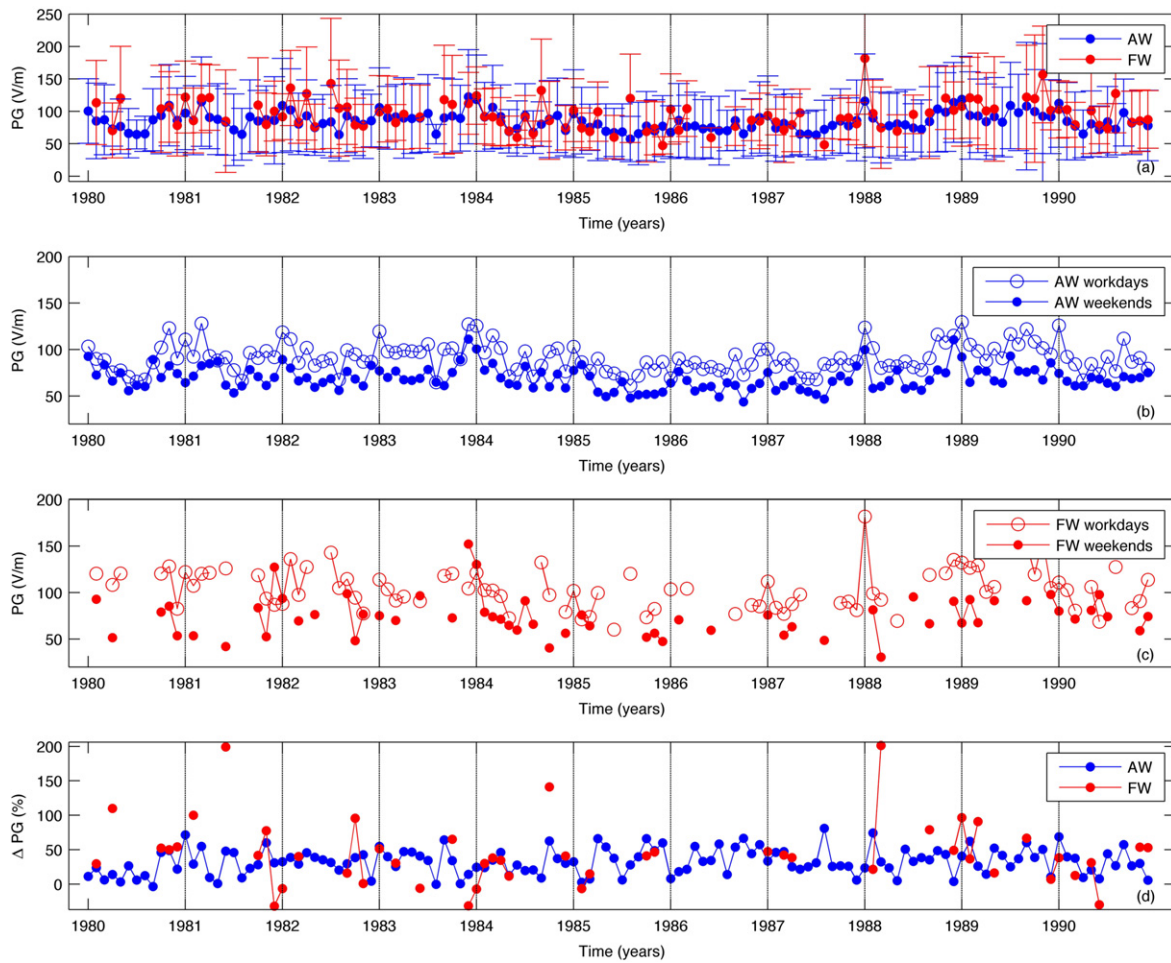 250
200
150
100
50
0
PG (V/m)
AW
FW
(a)
1980 1981 1982 1983 1984 1985 1986 1987 1988 1989 1990
Time (years)
200
150
100
50
PG (V/m)
AW workdays
AW weekends
(b)
1980 1981 1982 1983 1984 1985 1986 1987 1988 1989 1990
Time (years)
200
150
100
50
PG (V/m)
FW workdays
FW weekends
(c)
1980 1981 1982 1983 1984 1985 1986 1987 1988 1989 1990
Time (years)
200
150
100
50
0
Δ PG (%)
AW
FW
(d)
1980 1981 1982 1983 1984 1985 1986 1987 1988 1989 1990
Time (years)